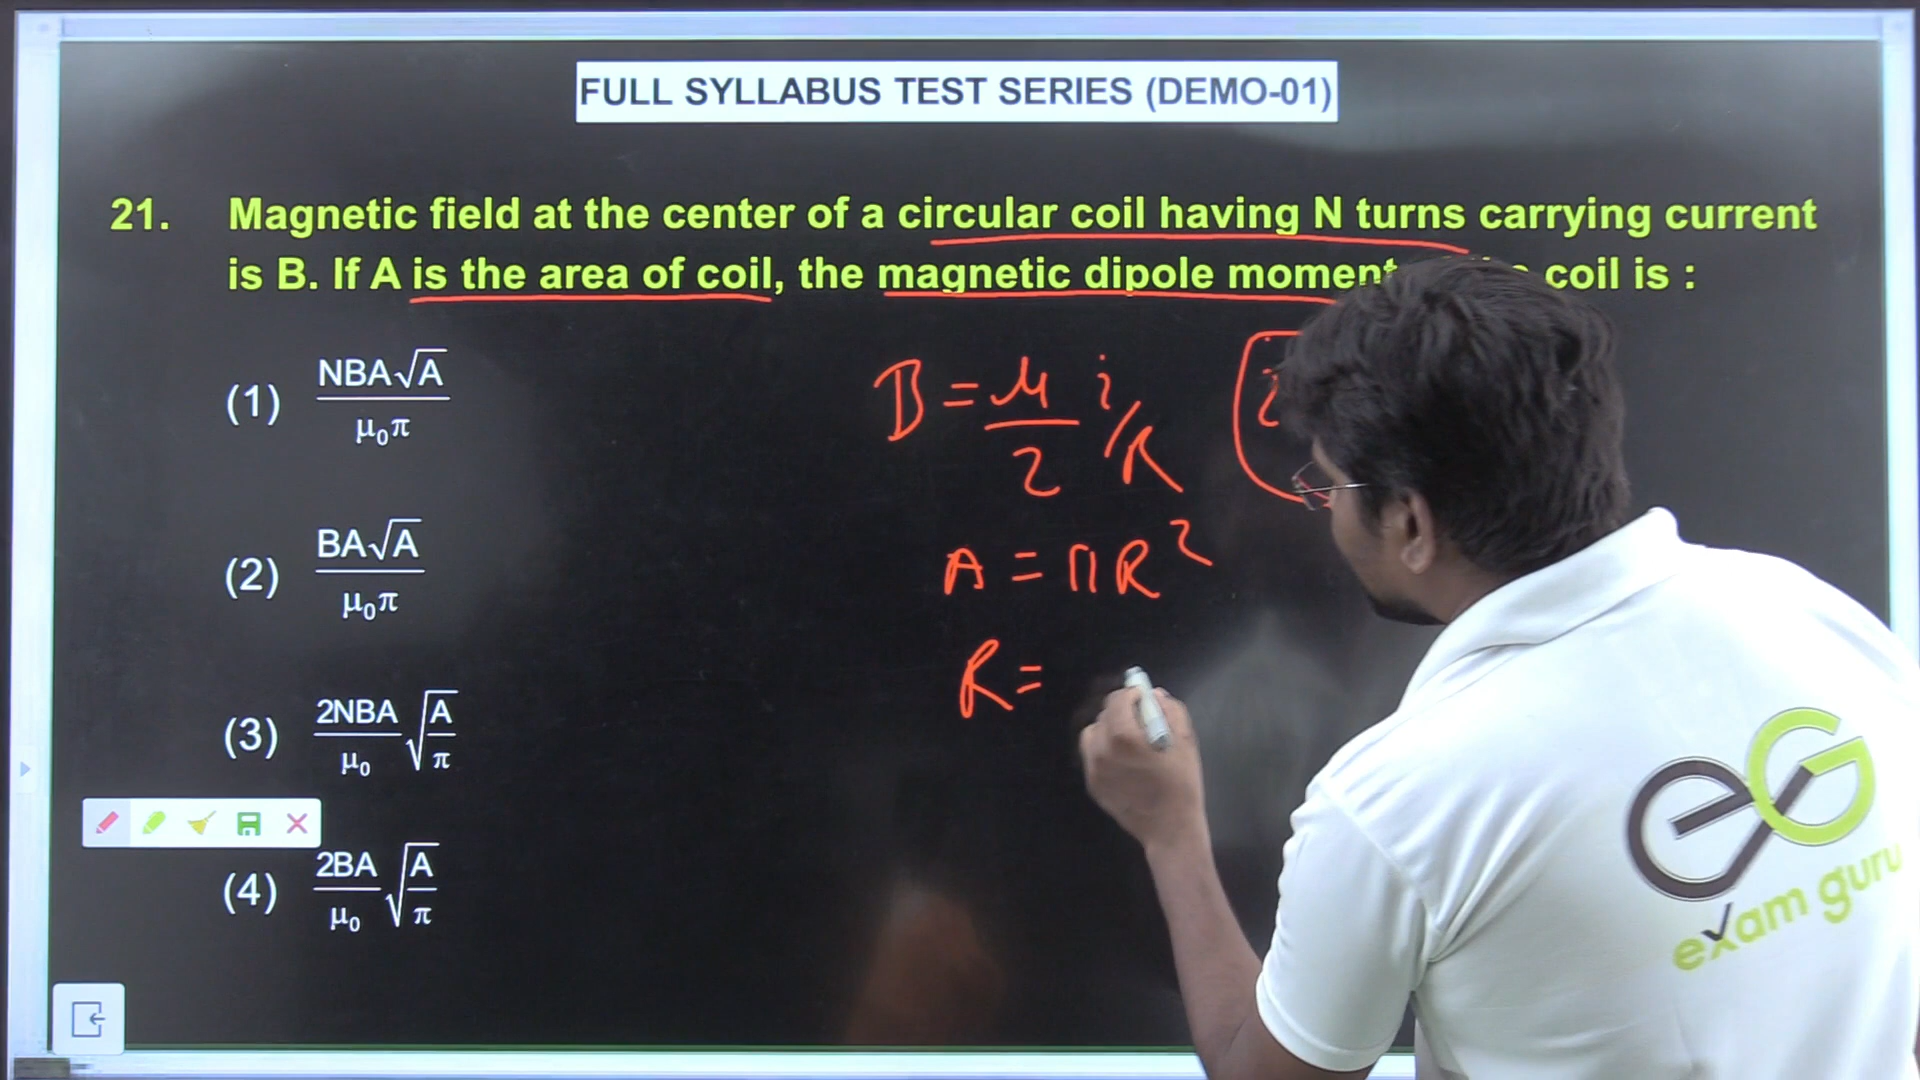 FULL SYLLABUS TEST SERIES (DEMO-01)
21. Magnetic field at the center of a circular coil having N turns carrying current
is B. If A is the area of coil, the magnetic dipole moment coil is :
(1) NBA√A / μ₀π
(2) BA√A / μ₀π
(3) 2NBA / μ₀ √(A/π)
(4) 2BA / μ₀ √(A/π)
B = μ/2 i/R
i
A = πR²
R =
eG
exam guru